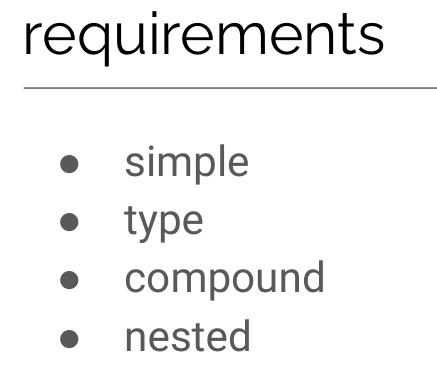 requirements
● simple
● type
● compound
● nested